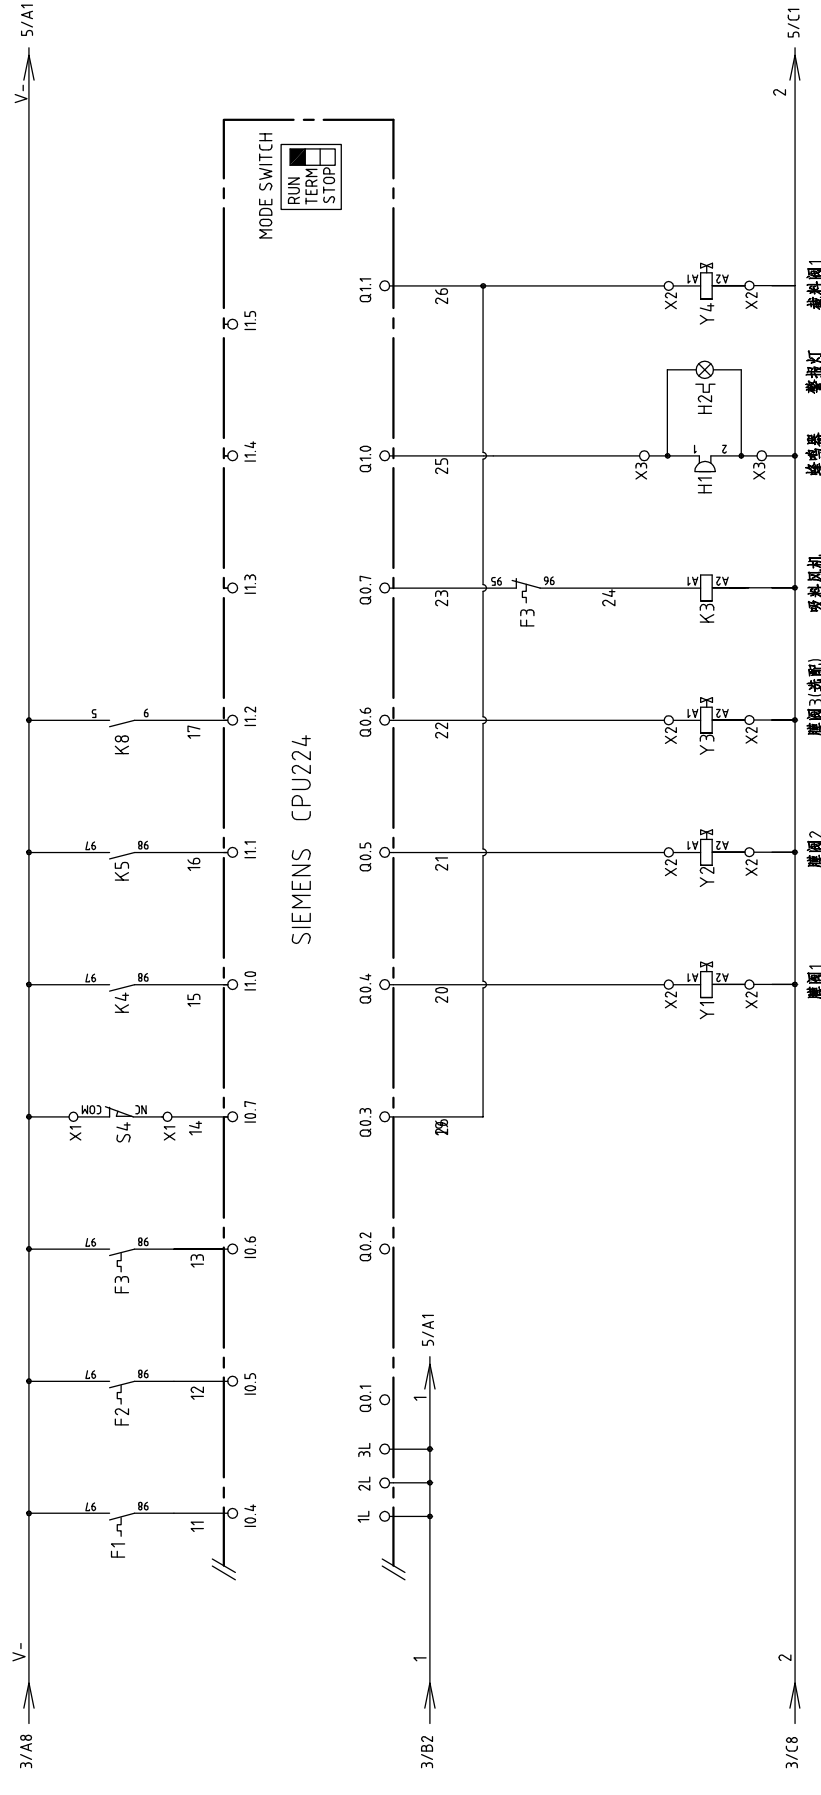 3/A8
V-
V-
5/A1
F1
97
98
11
F2
97
98
12
F3
97
98
13
X1
COM
S4
NC
X1
14
K4
97
98
15
K5
97
98
16
K8
5
9
17
I0.4
I0.5
I0.6
I0.7
I1.0
I1.1
I1.2
I1.3
I1.4
I1.5
SIEMENS CPU224
MODE SWITCH
RUN
TERM
STOP
1L
2L
3L
Q0.1
Q0.2
Q0.3
Q0.4
Q0.5
Q0.6
Q0.7
Q1.0
Q1.1
3/B2
1
1
5/A1
20
21
22
23
25
26
F3
95
96
24
X2
Y1
A1
A2
X2
X2
Y2
A1
A2
X2
X2
Y3
A1
A2
X2
K3
A1
A2
X3
H1
1
2
X3
H2
X2
Y4
A1
A2
X2
3/C8
2
2
5/C1
吸料风机
蜂鸣器
警报灯